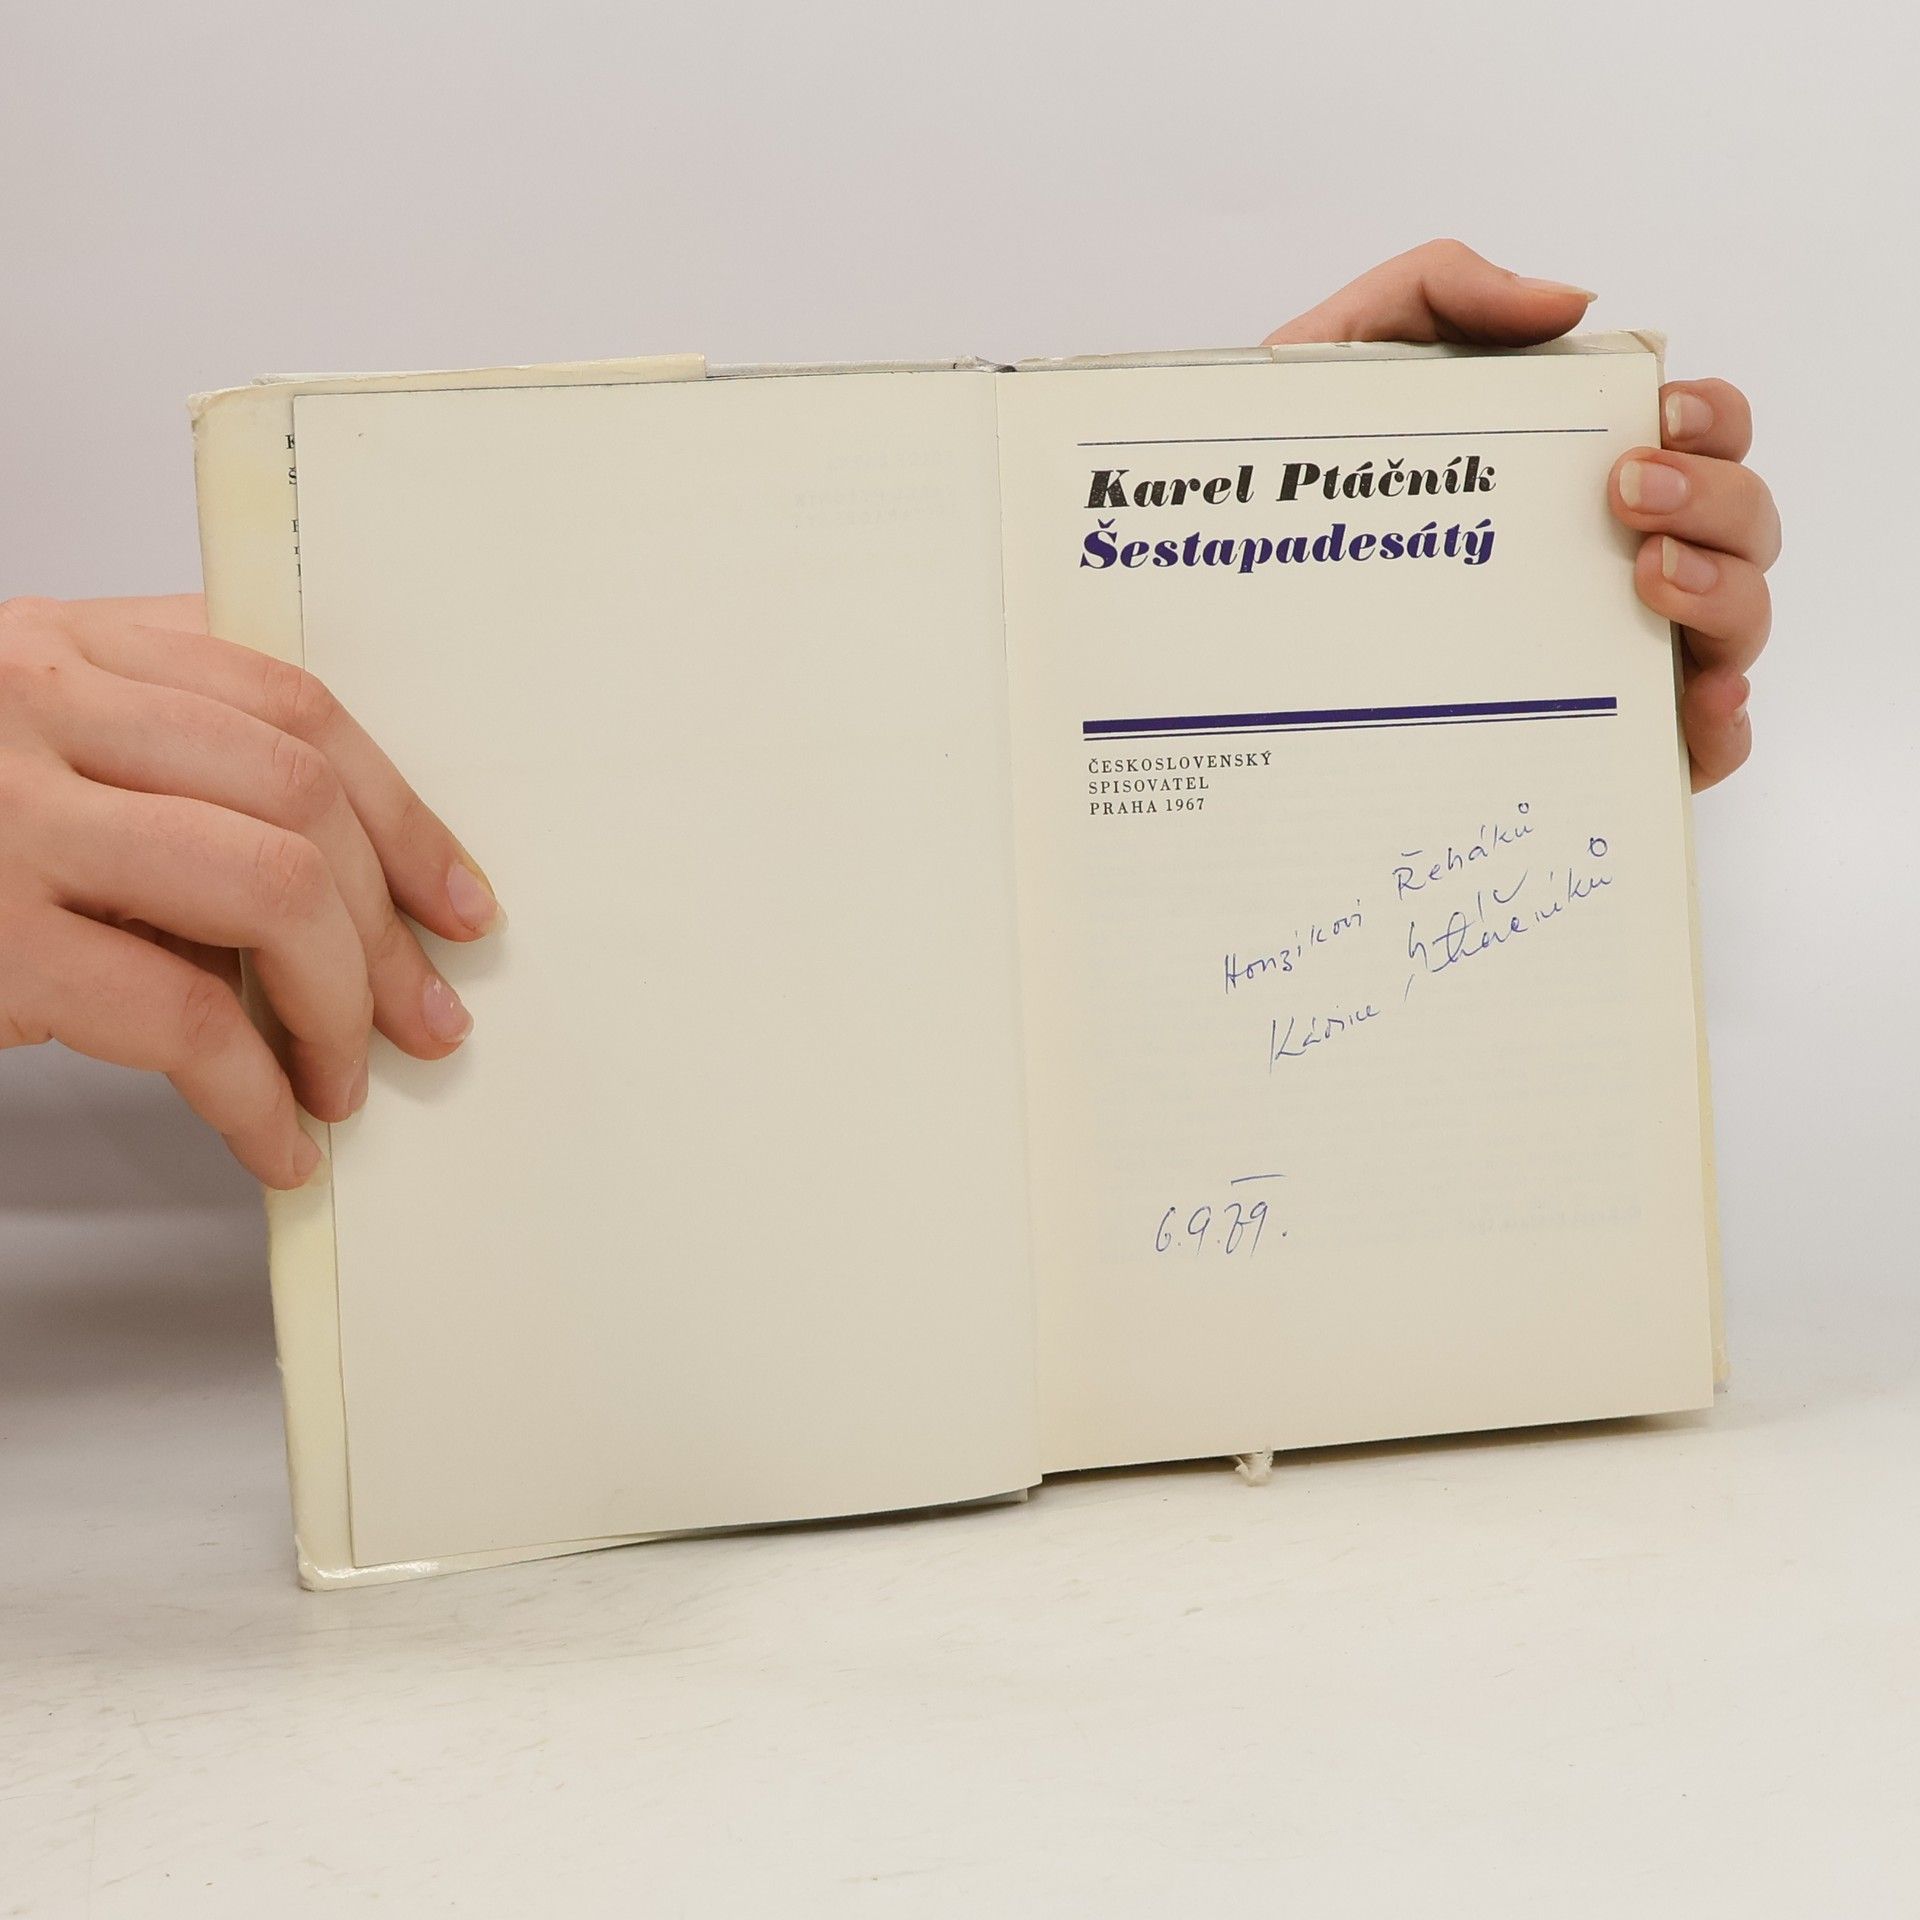 Karel Ptáčník
Šestapadesátý
ČESKOSLOVENSKÝ
SPISOVATEL
PRAHA 1967
Honzíkovi Řeháků
6.9.79.